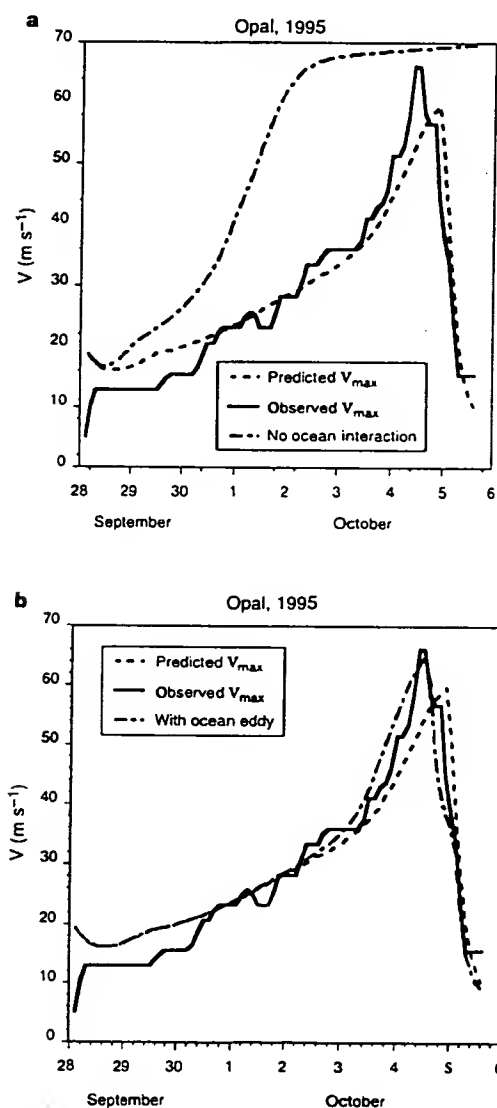 a
Opal, 1995
70
60
50
40
30
20
10
0
V (m s⁻¹)
Predicted Vmax
Observed Vmax
No ocean interaction
28 29 30 1 2 3 4 5 6
September October
b
Opal, 1995
70
60
50
40
30
20
10
0
V (m s⁻¹)
Predicted Vmax
Observed Vmax
With ocean eddy
28 29 30 1 2 3 4 5 6
September October